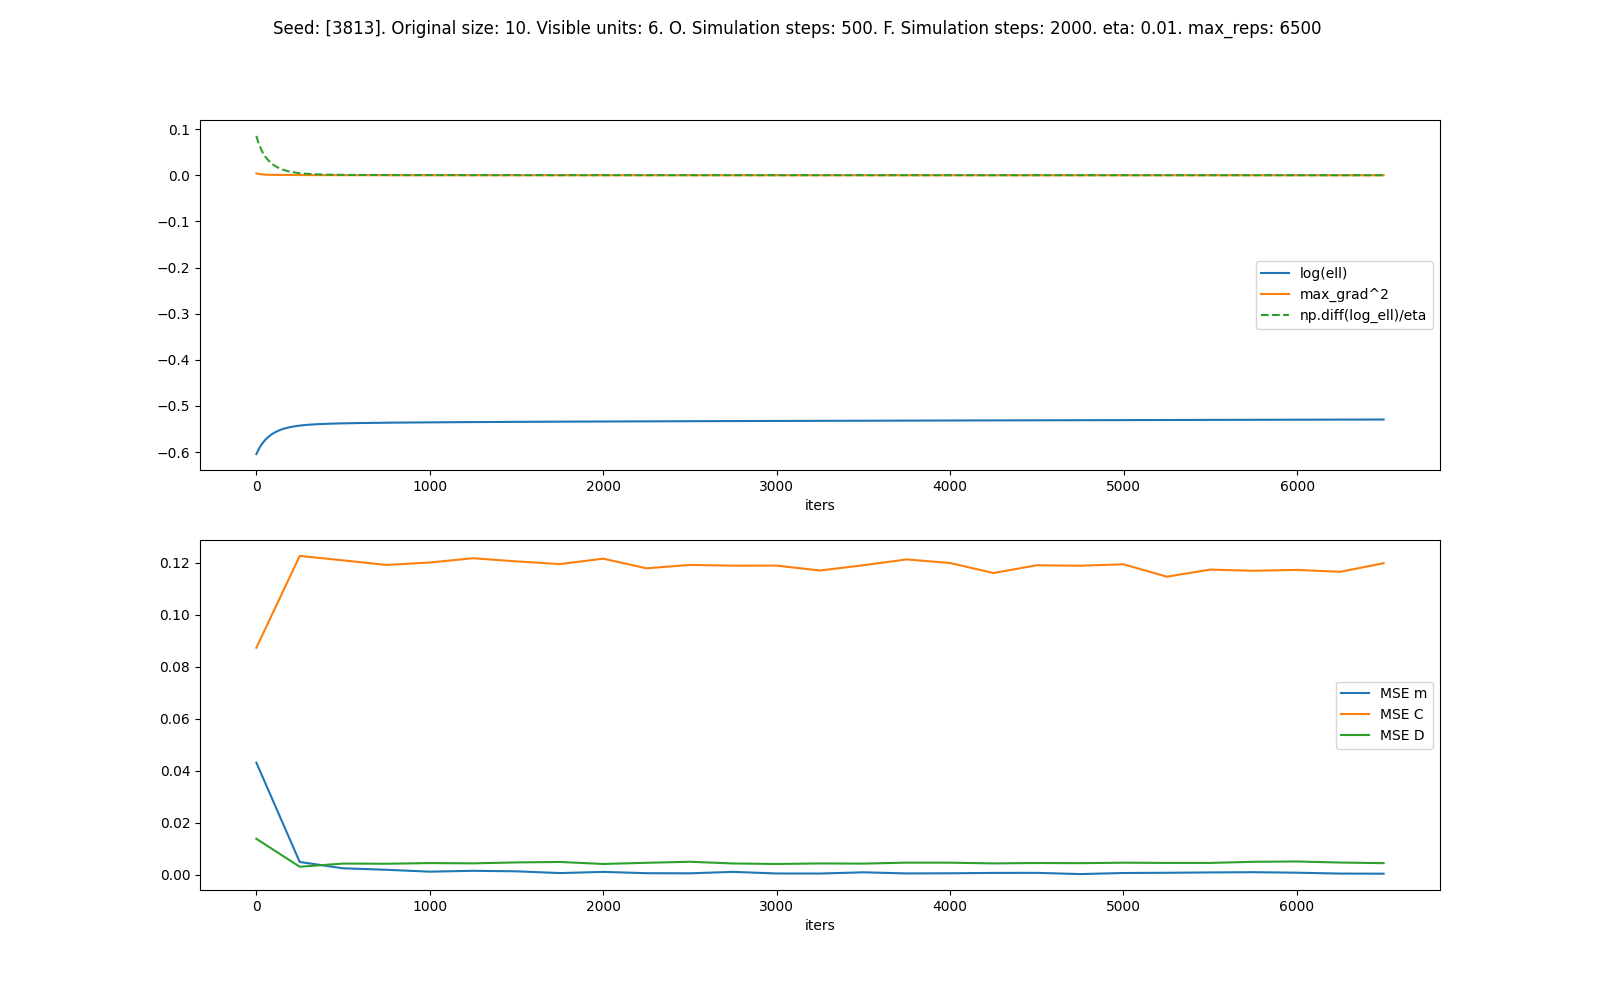 Seed: [3813]. Original size: 10. Visible units: 6. O. Simulation steps: 500. F. Simulation steps: 2000. eta: 0.01. max_reps: 6500
0.1
0.0
−0.1
−0.2
−0.3
−0.4
−0.5
−0.6
log(ell)
max_grad^2
np.diff(log_ell)/eta
0 1000 2000 3000 4000 5000 6000
iters
0.12
0.10
0.08
0.06
0.04
0.02
0.00
MSE m
MSE C
MSE D
0 1000 2000 3000 4000 5000 6000
iters